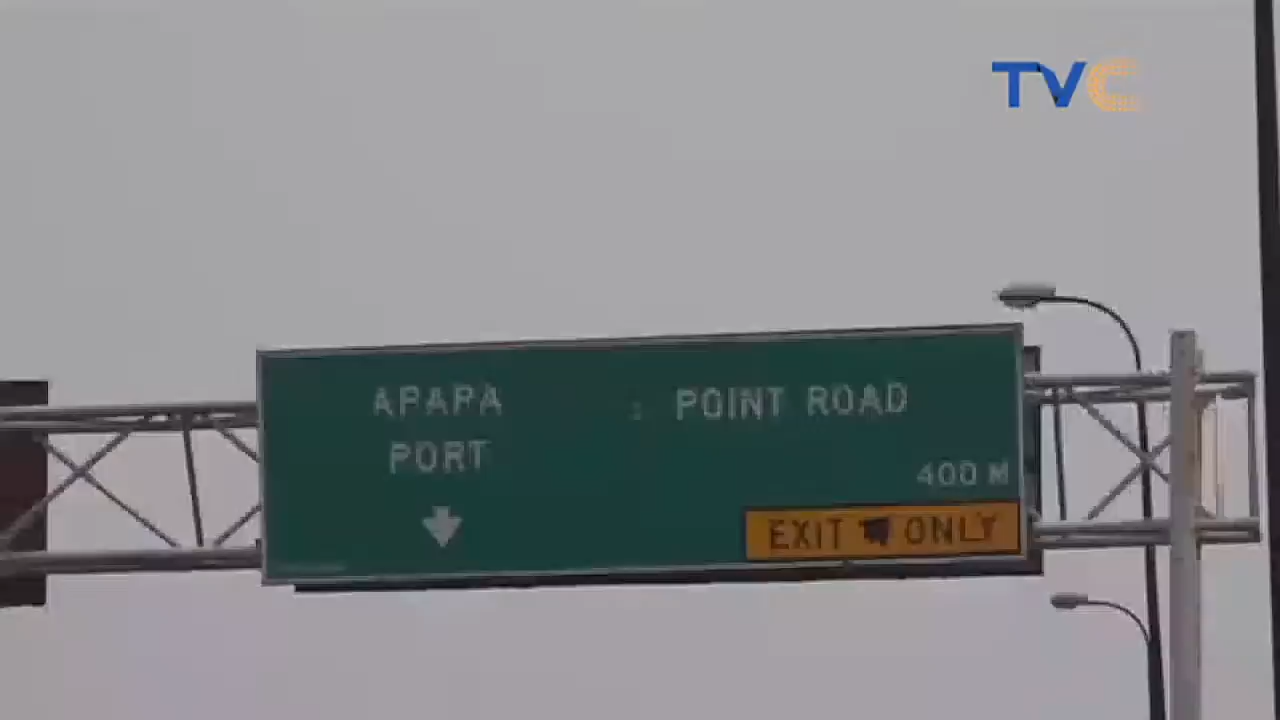 TVC
APAPA
PORT
POINT ROAD
400 M
EXIT ONLY